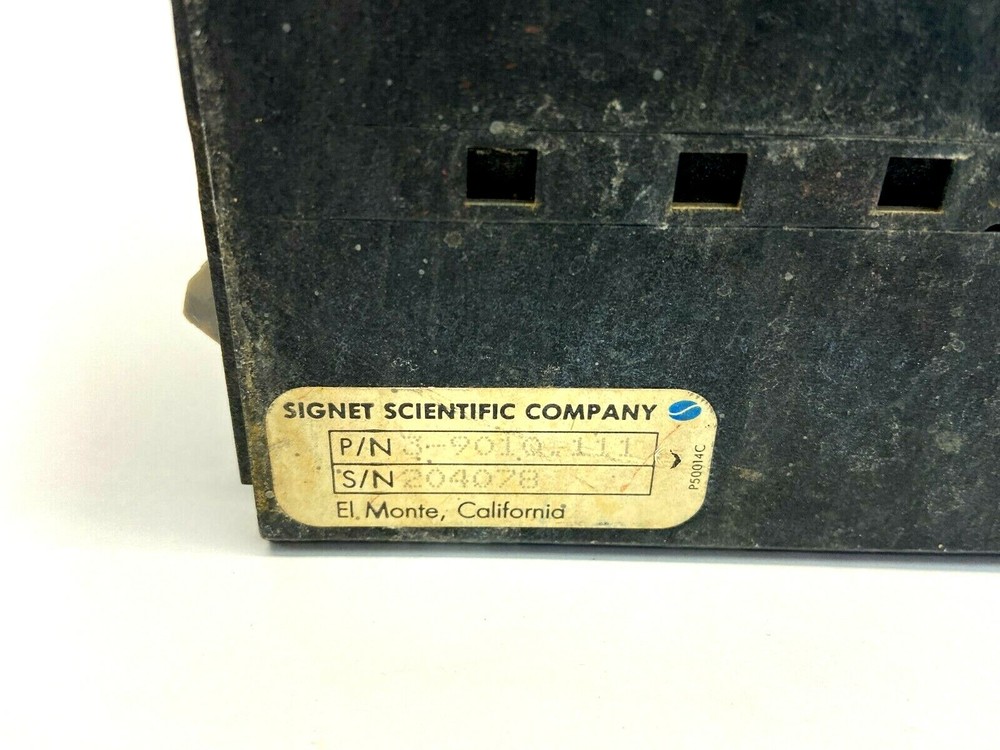 SIGNET SCIENTIFIC COMPANY
P/N 3-9010.111
S/N 204078
El Monte, California
P50014C